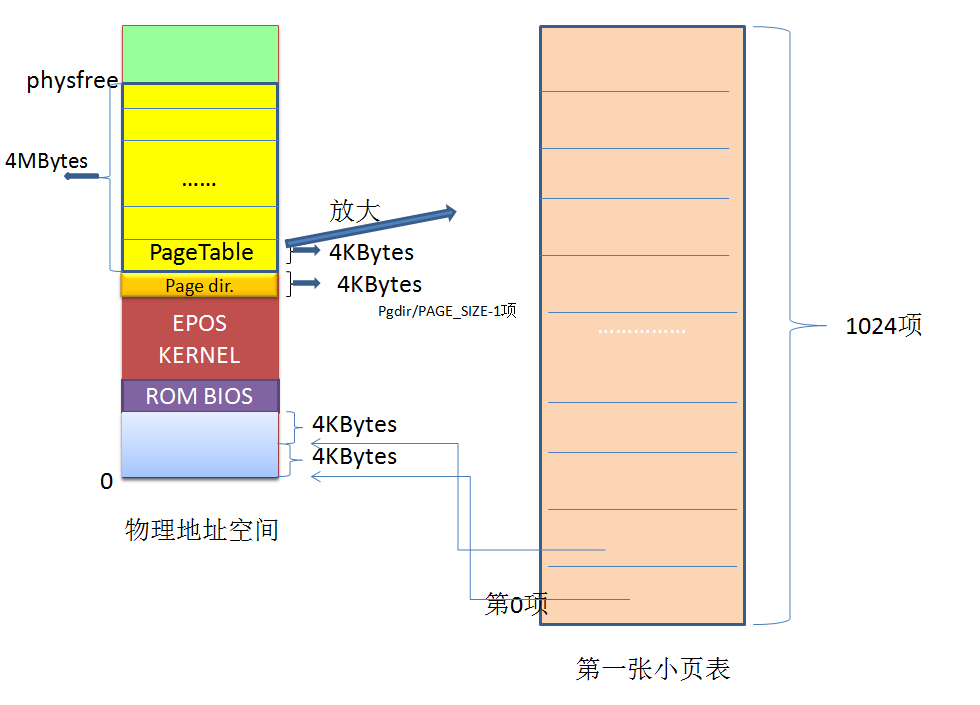 physfree
4MBytes
......
放大
PageTable
4KBytes
Page dir.
4KBytes
Pgdir/PAGE_SIZE-1项
EPOS
KERNEL
……………
1024项
ROM BIOS
4KBytes
4KBytes
0
物理地址空间
第0项
第一张小页表